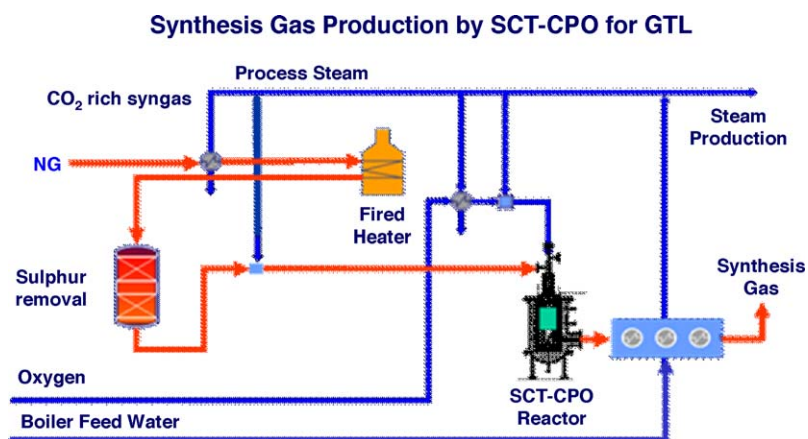 Synthesis Gas Production by SCT-CPO for GTL
Process Steam
CO₂ rich syngas
Steam
Production
NG
Fired
Heater
Sulphur
removal
Synthesis
Gas
Oxygen
SCT-CPO
Reactor
Boiler Feed Water